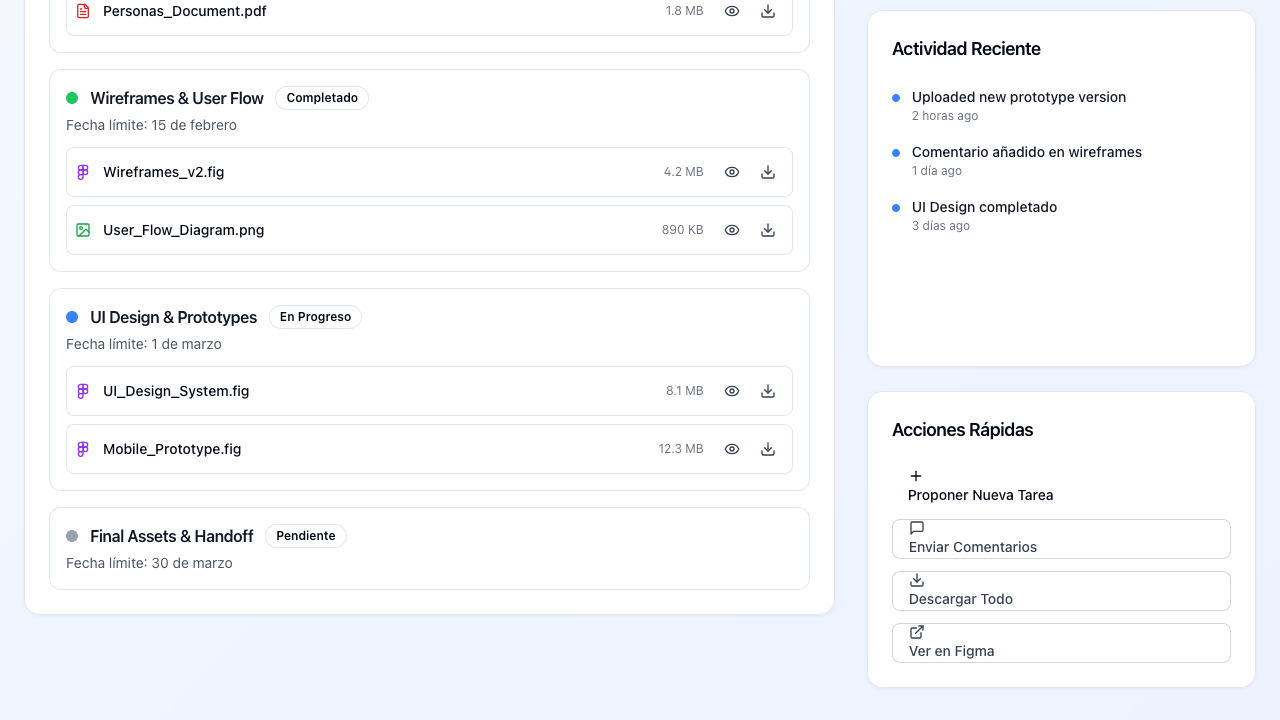 Personas_Document.pdf 1.8 MB
Wireframes & User Flow Completado
Fecha límite: 15 de febrero
Wireframes_v2.fig 4.2 MB
User_Flow_Diagram.png 890 KB
UI Design & Prototypes En Progreso
Fecha límite: 1 de marzo
UI_Design_System.fig 8.1 MB
Mobile_Prototype.fig 12.3 MB
Final Assets & Handoff Pendiente
Fecha límite: 30 de marzo
Actividad Reciente
Uploaded new prototype version
2 horas ago
Comentario añadido en wireframes
1 día ago
UI Design completado
3 días ago
Acciones Rápidas
Proponer Nueva Tarea
Enviar Comentarios
Descargar Todo
Ver en Figma